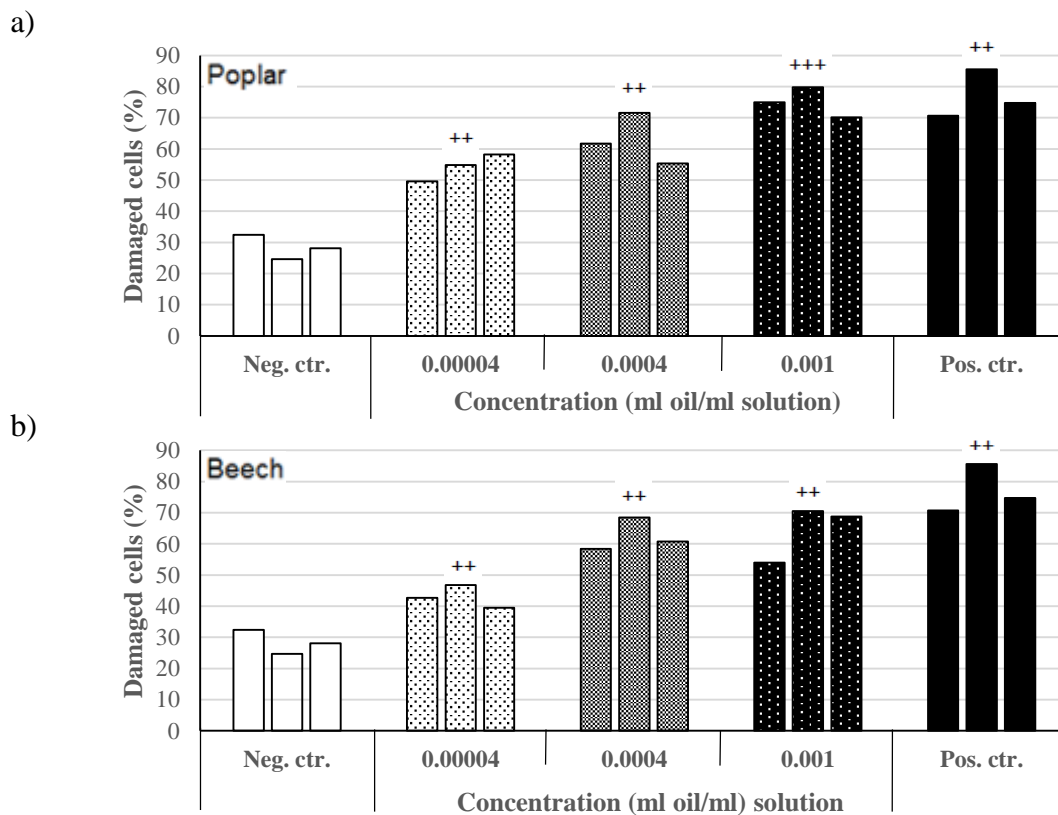 a)
Poplar
Damaged cells (%)
90
80
70
60
50
40
30
20
10
0
++
++
+++
++
Neg. ctr.
0.00004
0.0004
0.001
Pos. ctr.
Concentration (ml oil/ml solution)
b)
Beech
Damaged cells (%)
90
80
70
60
50
40
30
20
10
0
++
++
++
++
Neg. ctr.
0.00004
0.0004
0.001
Pos. ctr.
Concentration (ml oil/ml) solution